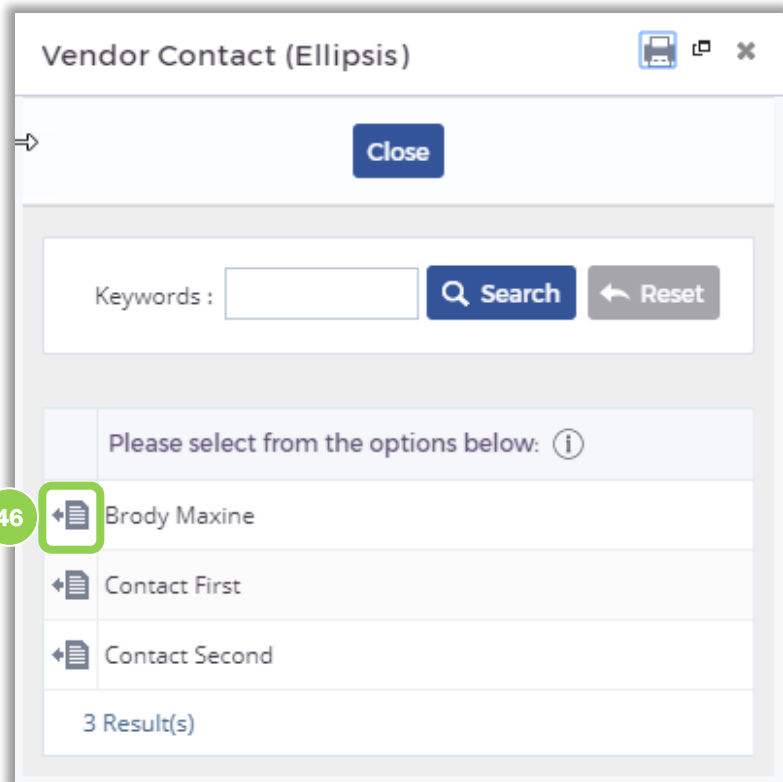 Vendor Contact (Ellipsis)
Close
Keywords :
Search
Reset
Please select from the options below:
46
Brody Maxine
Contact First
Contact Second
3 Result(s)